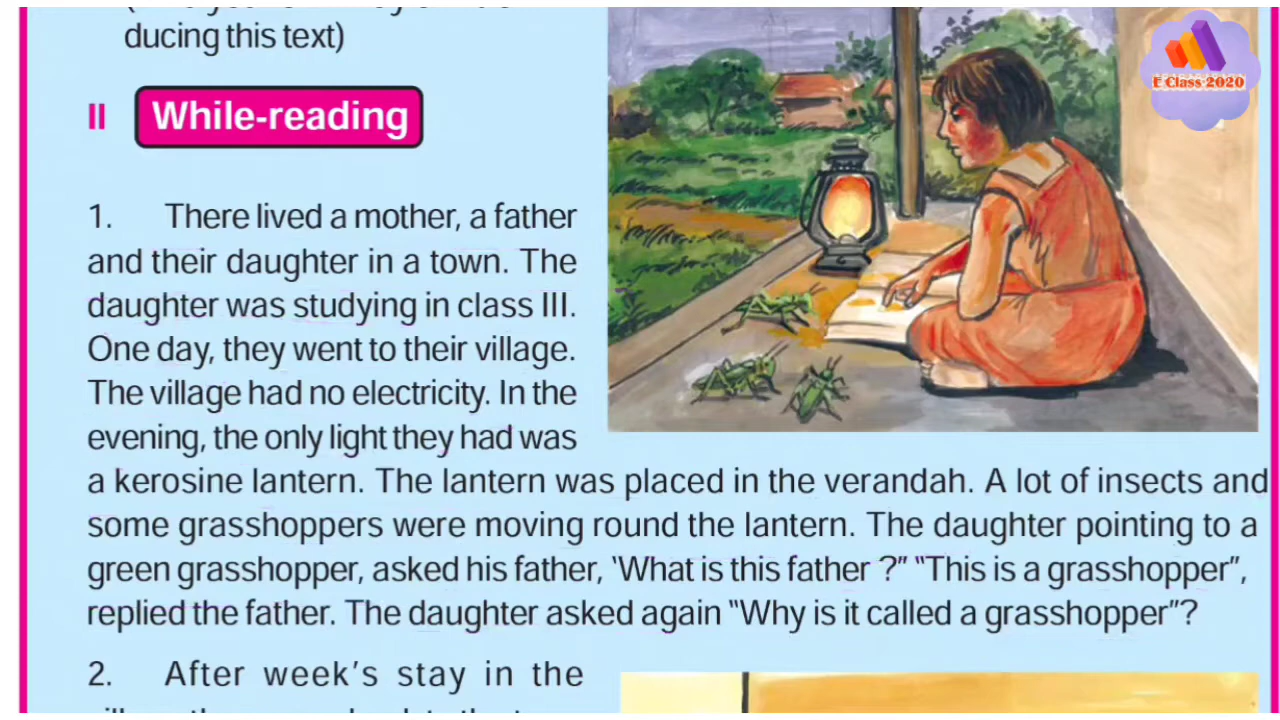 ducing this text)
II While-reading
1. There lived a mother, a father
and their daughter in a town. The
daughter was studying in class III.
One day, they went to their village.
The village had no electricity. In the
evening, the only light they had was
a kerosine lantern. The lantern was placed in the verandah. A lot of insects and
some grasshoppers were moving round the lantern. The daughter pointing to a
green grasshopper, asked his father, 'What is this father ?" "This is a grasshopper",
replied the father. The daughter asked again "Why is it called a grasshopper"?
2. After week's stay in the
E Class 2020